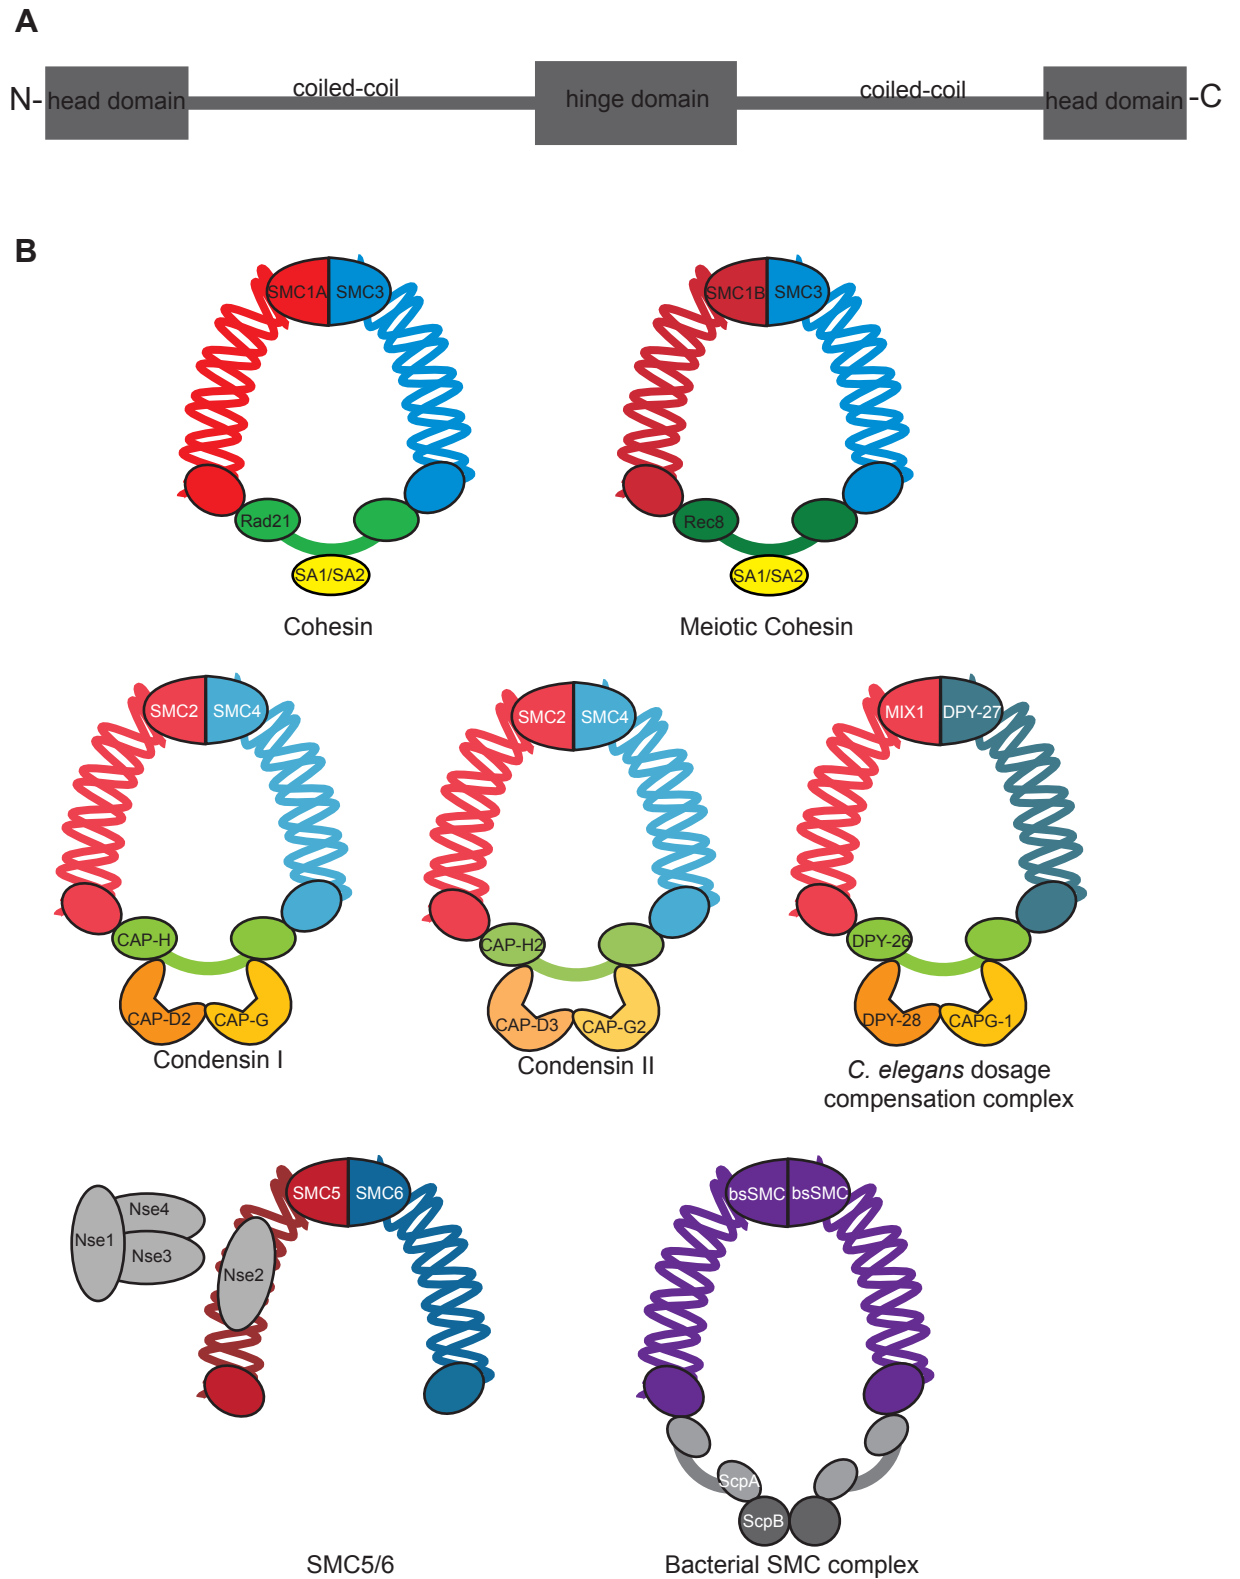 A
N- head domain coiled-coil hinge domain coiled-coil head domain -C
B
SMC1A SMC3
Rad21
SA1/SA2
Cohesin
SMC1B SMC3
Rec8
SA1/SA2
Meiotic Cohesin
SMC2 SMC4
CAP-H
CAP-D2 CAP-G
Condensin I
SMC2 SMC4
CAP-H2
CAP-D3 CAP-G2
Condensin II
MIX1 DPY-27
DPY-26
DPY-28 CAPG-1
C. elegans dosage
compensation complex
Nse4
Nse1
Nse3
Nse2
SMC5 SMC6
SMC5/6
bsSMC bsSMC
ScpA
ScpB
Bacterial SMC complex